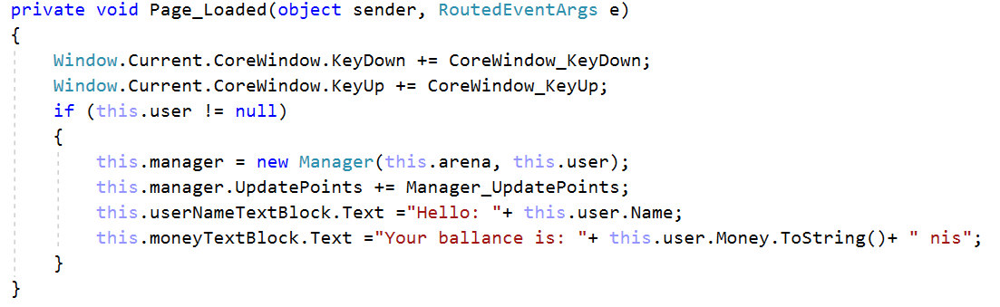 private void Page_Loaded(object sender, RoutedEventArgs e)
{
    Window.Current.CoreWindow.KeyDown += CoreWindow_KeyDown;
    Window.Current.CoreWindow.KeyUp += CoreWindow_KeyUp;
    if (this.user != null)
    {
        this.manager = new Manager(this.arena, this.user);
        this.manager.UpdatePoints += Manager_UpdatePoints;
        this.userNameTextBlock.Text ="Hello: "+ this.user.Name;
        this.moneyTextBlock.Text ="Your ballance is: "+ this.user.Money.ToString()+ " nis";
    }
}